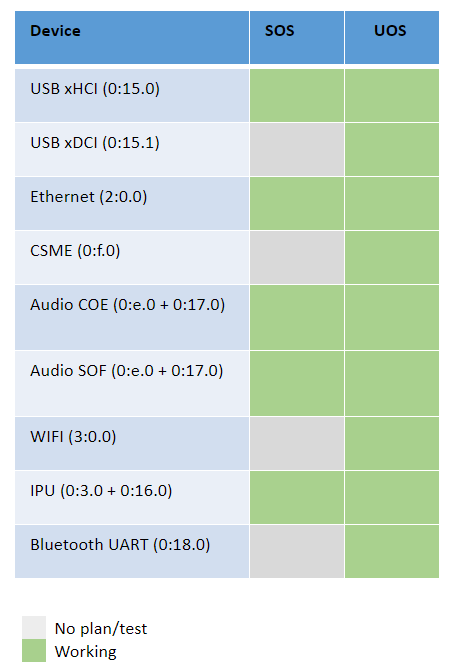 Device SOS UOS
USB xHCI (0:15.0)
USB xDCI (0:15.1)
Ethernet (2:0.0)
CSME (0:f.0)
Audio COE (0:e.0 + 0:17.0)
Audio SOF (0:e.0 + 0:17.0)
WIFI (3:0.0)
IPU (0:3.0 + 0:16.0)
Bluetooth UART (0:18.0)
No plan/test
Working